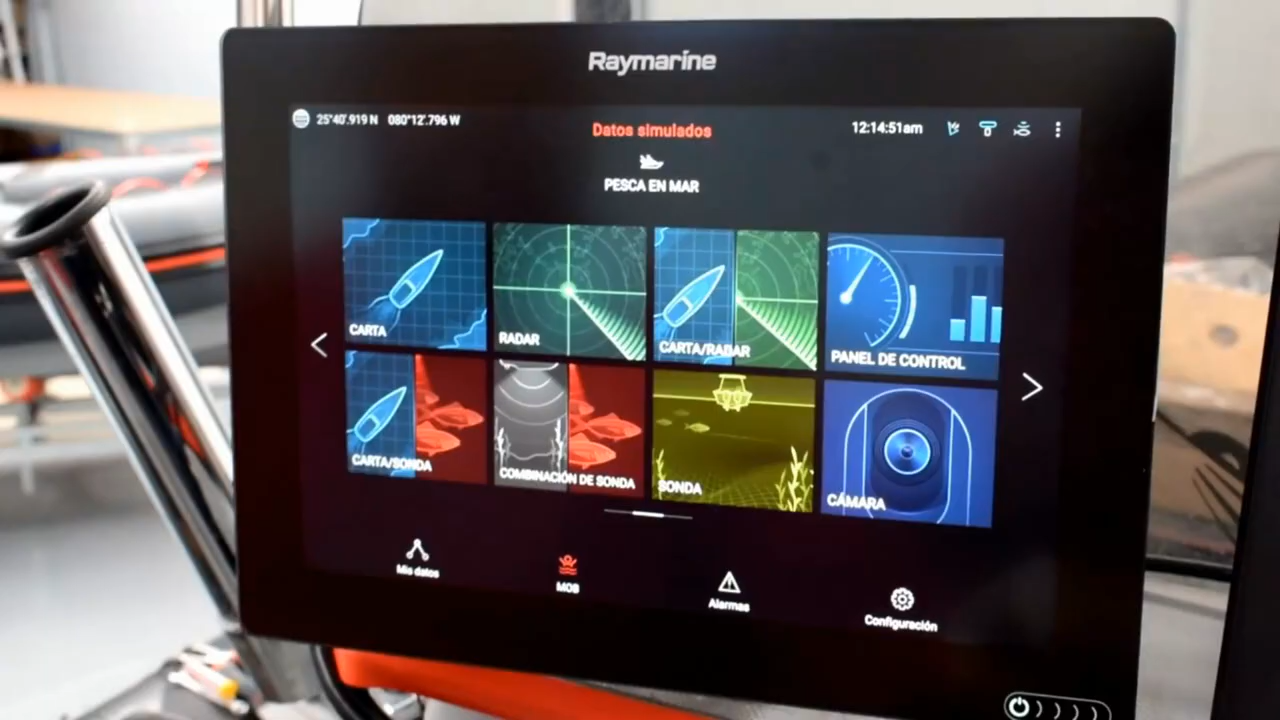 Raymarine
25°40'.919 N 080°12'.796 W
Datos simulados
12:14:51am
PESCA EN MAR
CARTA
RADAR
CARTA/RADAR
PANEL DE CONTROL
CARTA/SONDA
COMBINACIÓN DE SONDA
SONDA
CÁMARA
Mis datos
MOB
Alarmas
Configuración